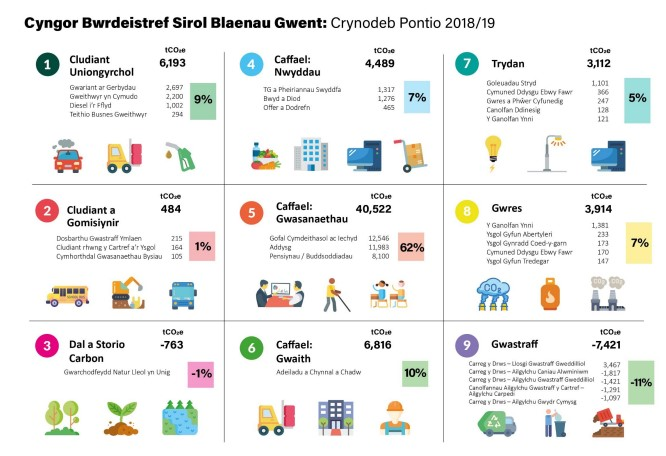 Cyngor Bwrdeistref Sirol Blaenau Gwent: Crynodeb Pontio 2018/19
1
Cludiant Uniongyrchol
tCO₂e
6,193
Gwariant ar Gerbydau 2,697
Gweithwyr yn Cymudo 2,200
Diesel i'r Fflyd 1,002
Teithio Busnes Gweithwyr 294
9%
4
Caffael: Nwyddau
tCO₂e
4,489
TG a Pheiriannau Swyddfa 1,317
Bwyd a Diod 1,276
Offer a Dodrefn 465
7%
7
Trydan
tCO₂e
3,112
Goleuadau Stryd 1,101
Cymuned Ddysgu Ebwy Fawr 366
Gwres a Phŵer Cyfunedig 247
Canolfan Ddinesig 128
Y Ganolfan Ynni 121
5%
2
Cludiant a Gomisiynir
tCO₂e
484
Dosbarthu Gwastraff Ymlaen 215
Cludiant rhwng y Cartref a'r Ysgol 164
Cymhorthdal Gwasanaethau Bysiau 105
1%
5
Caffael: Gwasanaethau
tCO₂e
40,522
Gofal Cymdeithasol ac Iechyd 12,546
Addysg 11,983
Pensiynau / Buddsoddiadau 8,100
62%
8
Gwres
tCO₂e
3,914
Y Ganolfan Ynni 1,381
Ysgol Gyfun Abertyleri 233
Ysgol Gynradd Coed-y-garn 173
Cymuned Ddysgu Ebwy Fawr 170
Ysgol Gyfun Tredegar 147
7%
3
Dal a Storio Carbon
tCO₂e
-763
Gwarchodfeydd Natur Lleol yn Unig
-1%
6
Caffael: Gwaith
tCO₂e
6,816
Adeiladu a Chynnal a Chadw
10%
9
Gwastraff
tCO₂e
-7,421
Carreg y Drws – Llosgi Gwastraff Gweddilliol 3,467
Carreg y Drws – Ailgylchu Caniau Alwminiwm -1,817
Carreg y Drws – Ailgylchu Gwastraff Gweddilliol -1,421
Canolfannau Ailgylchu Gwastraff y Cartref – Ailgylchu Carpedi -1,291
Carreg y Drws – Ailgylchu Gwydr Cymysg -1,097
-11%